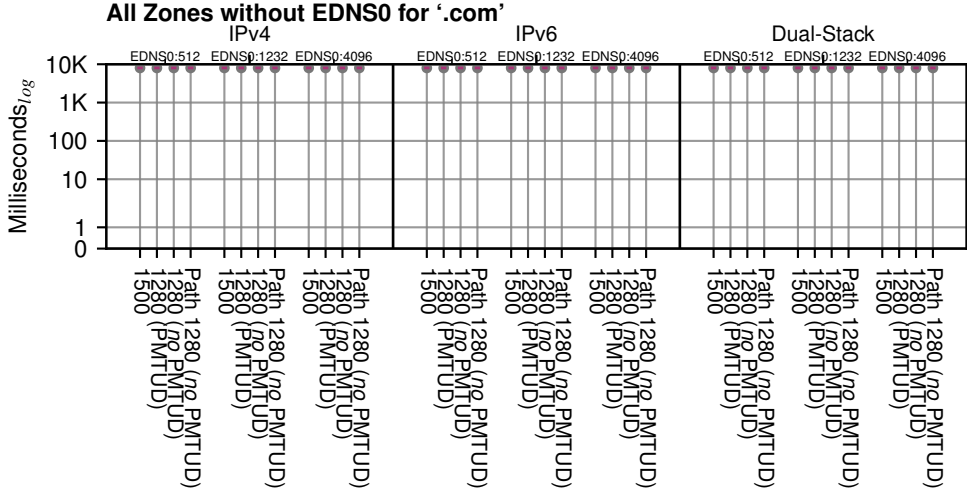 All Zones without EDNS0 for ‘.com’
IPv4
IPv6
Dual-Stack
EDNS0:512
EDNS0:1232
EDNS0:4096
EDNS0:512
EDNS0:1232
EDNS0:4096
EDNS0:512
EDNS0:1232
EDNS0:4096
Millisecondslog
10K
1K
100
10
1
0
1500
1280 (PMTUD)
1280 (no PMTUD)
Path 1280 (no PMTUD)
1500
1280 (PMTUD)
1280 (no PMTUD)
Path 1280 (no PMTUD)
1500
1280 (PMTUD)
1280 (no PMTUD)
Path 1280 (no PMTUD)
1500
1280 (PMTUD)
1280 (no PMTUD)
Path 1280 (no PMTUD)
1500
1280 (PMTUD)
1280 (no PMTUD)
Path 1280 (no PMTUD)
1500
1280 (PMTUD)
1280 (no PMTUD)
Path 1280 (no PMTUD)
1500
1280 (PMTUD)
1280 (no PMTUD)
Path 1280 (no PMTUD)
1500
1280 (PMTUD)
1280 (no PMTUD)
Path 1280 (no PMTUD)
1500
1280 (PMTUD)
1280 (no PMTUD)
Path 1280 (no PMTUD)